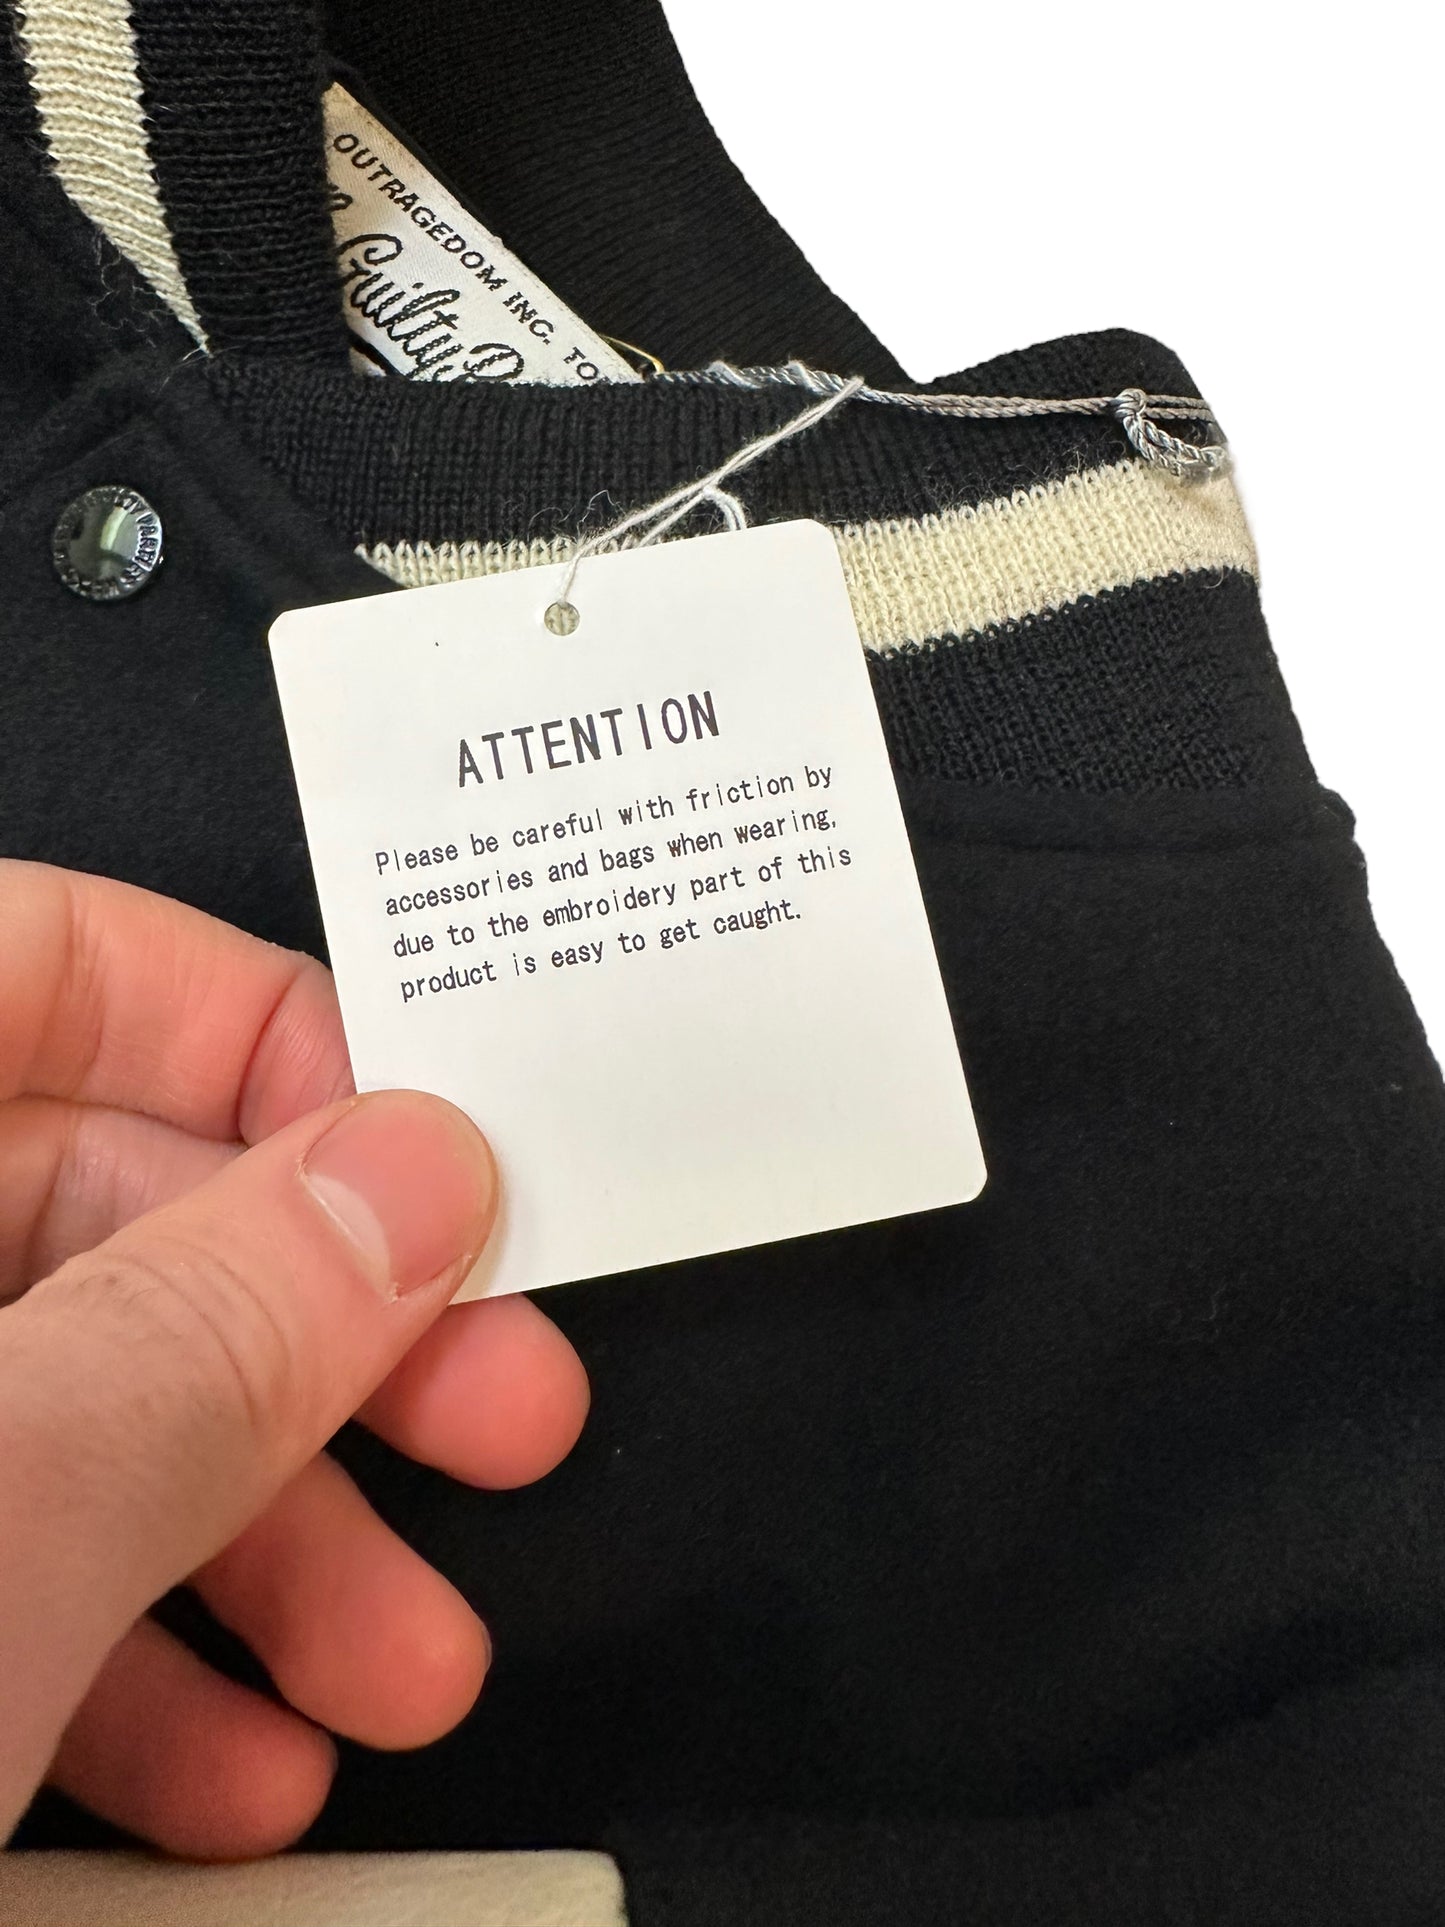 OUTRAGEDOM INC. TO
Guilty
ATTENTION
Please be careful with friction by
accessories and bags when wearing,
due to the embroidery part of this
product is easy to get caught.